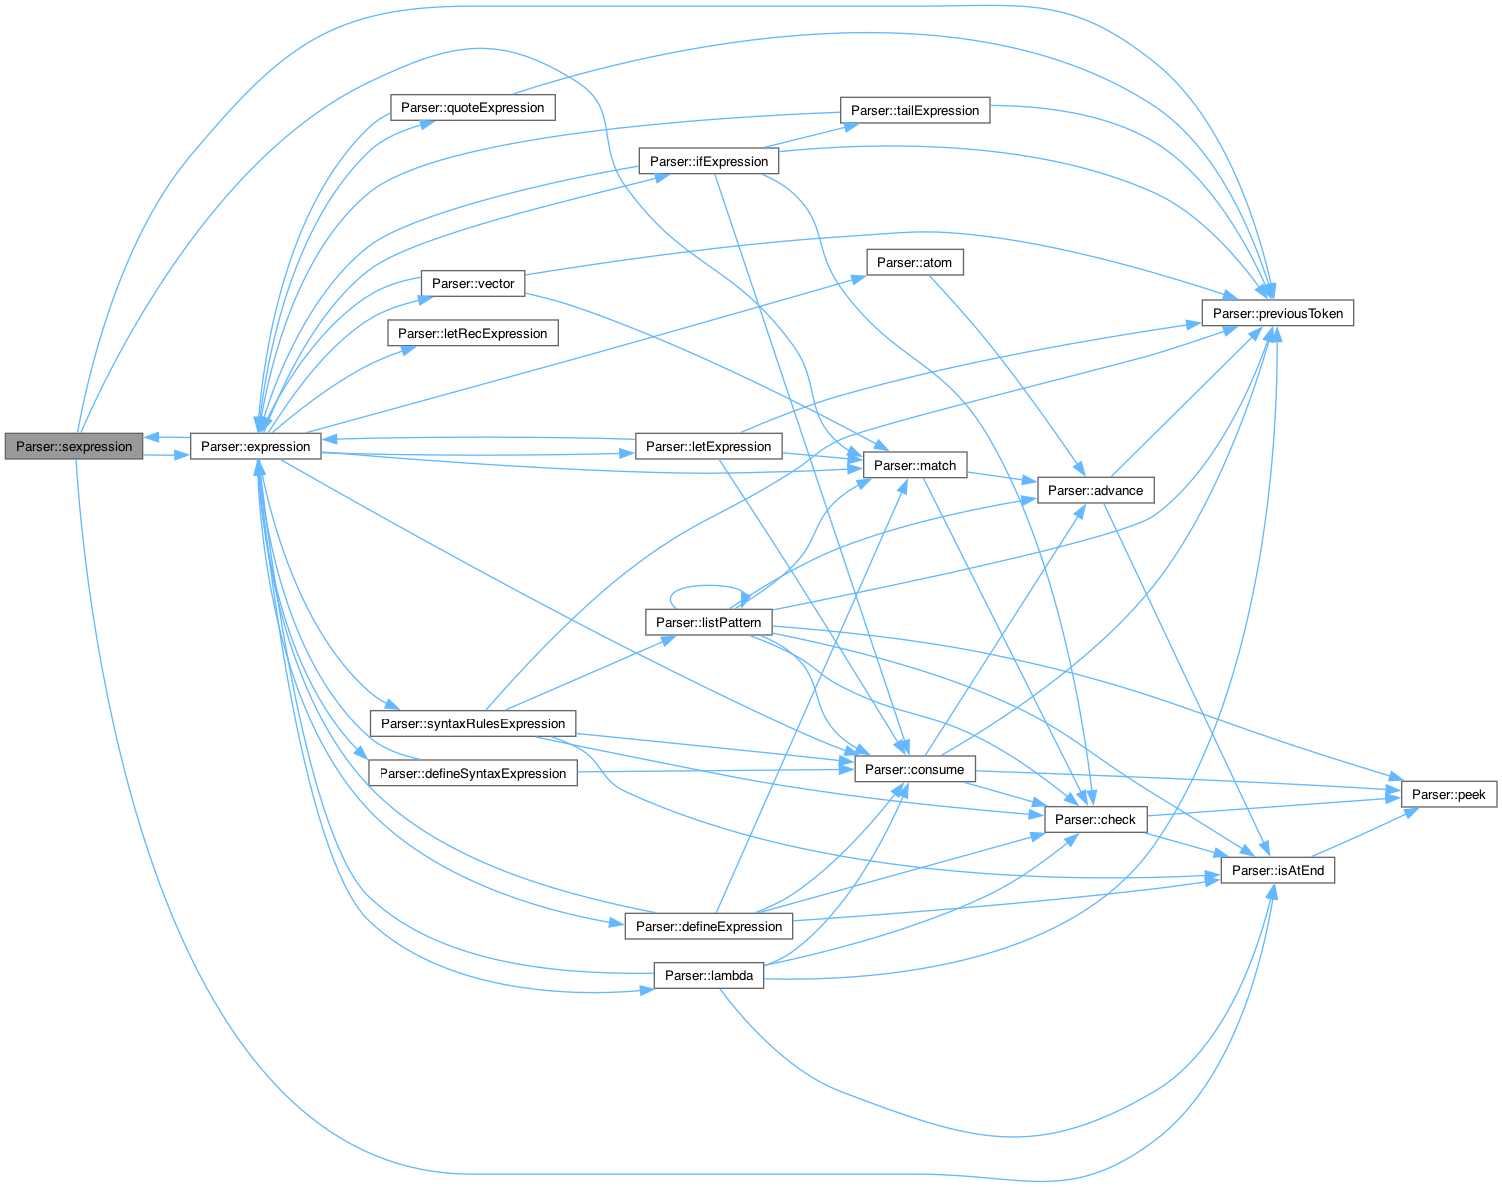 Parser::quoteExpression
Parser::tailExpression
Parser::ifExpression
Parser::atom
Parser::vector
Parser::previousToken
Parser::letRecExpression
Parser::sexpression
Parser::expression
Parser::letExpression
Parser::match
Parser::advance
Parser::listPattern
Parser::syntaxRulesExpression
Parser::defineSyntaxExpression
Parser::consume
Parser::peek
Parser::check
Parser::isAtEnd
Parser::defineExpression
Parser::lambda